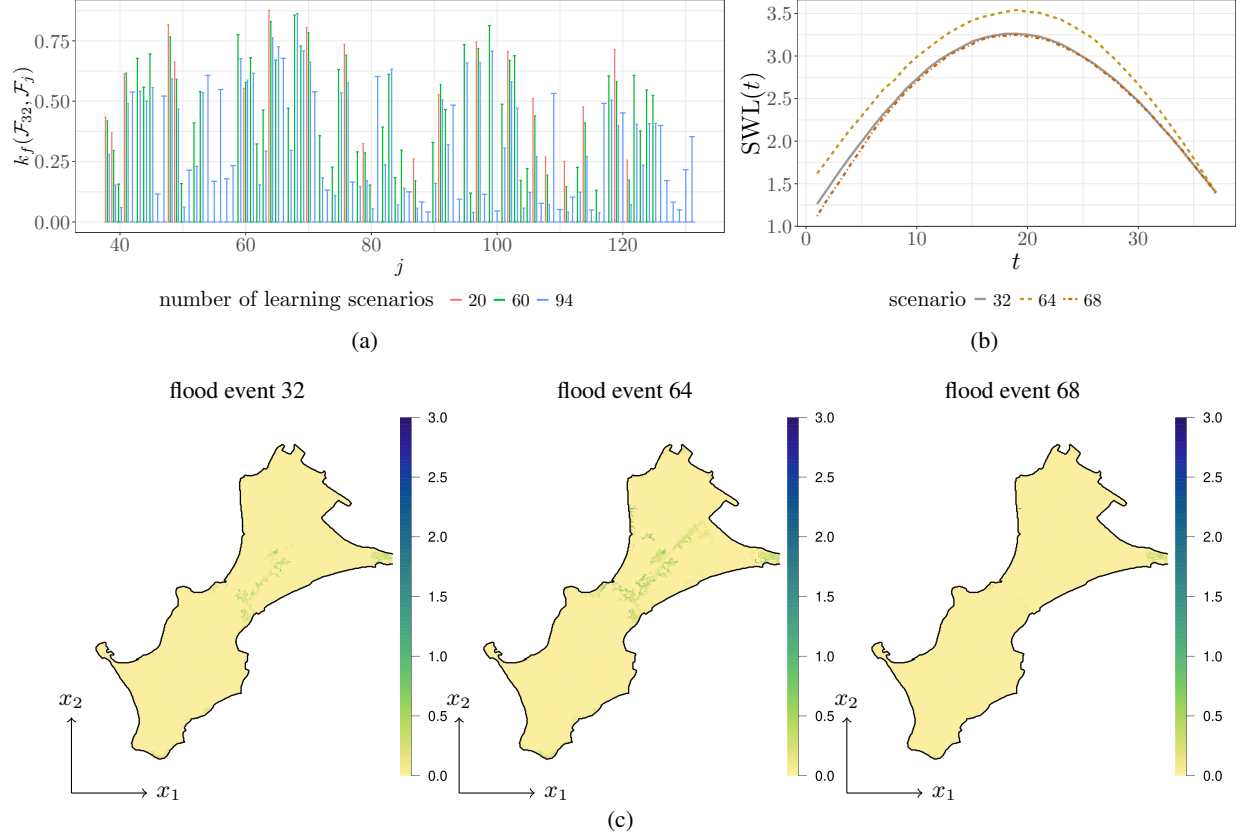 0.75
0.50
0.25
0.00
k_f(ℱ_32, ℱ_j)
40
60
80
100
120
j
number of learning scenarios 20 60 94
(a)
3.5
3.0
2.5
2.0
1.5
1.0
SWL(t)
0
10
20
30
t
scenario 32 64 68
(b)
flood event 32
3.0
2.5
2.0
1.5
1.0
0.5
0.0
x_2
x_1
flood event 64
3.0
2.5
2.0
1.5
1.0
0.5
0.0
x_2
x_1
flood event 68
3.0
2.5
2.0
1.5
1.0
0.5
0.0
x_2
x_1
(c)